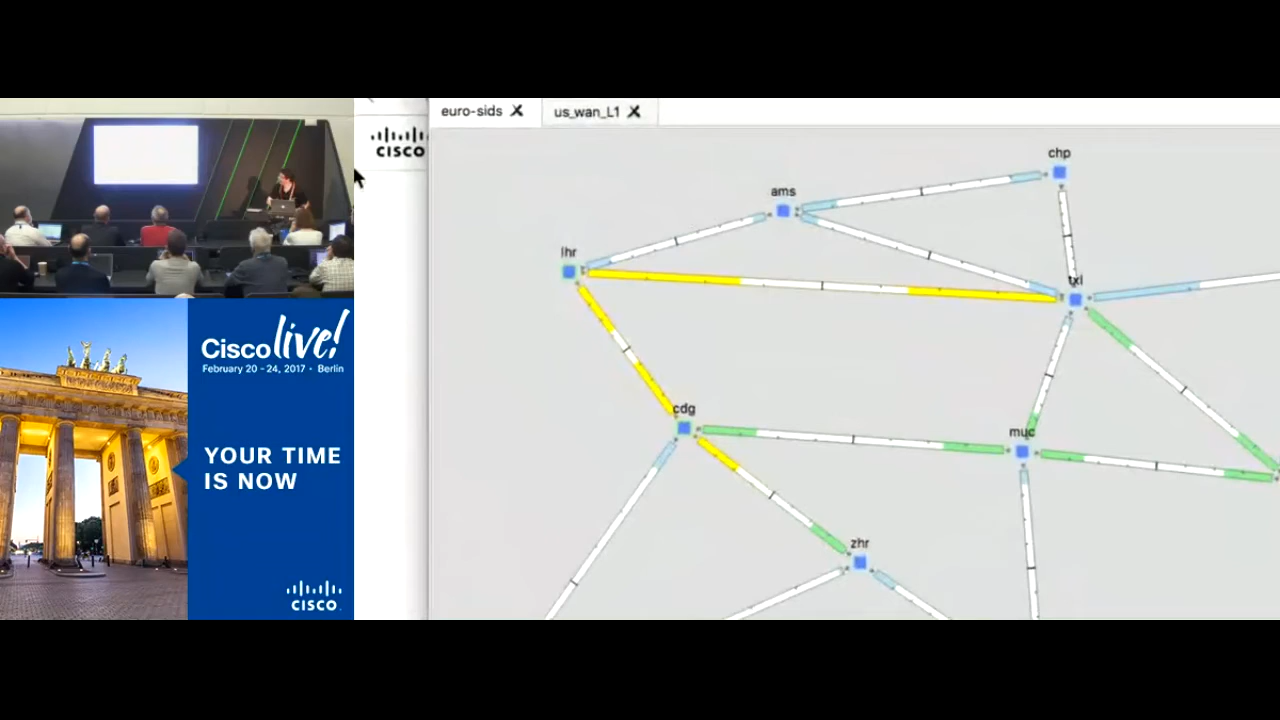 euro-sids
us_wan_L1
CISCO
chp
ams
lhr
txl
cdg
muc
zhr
Cisco live!
February 20 - 24, 2017 • Berlin
YOUR TIME
IS NOW
CISCO